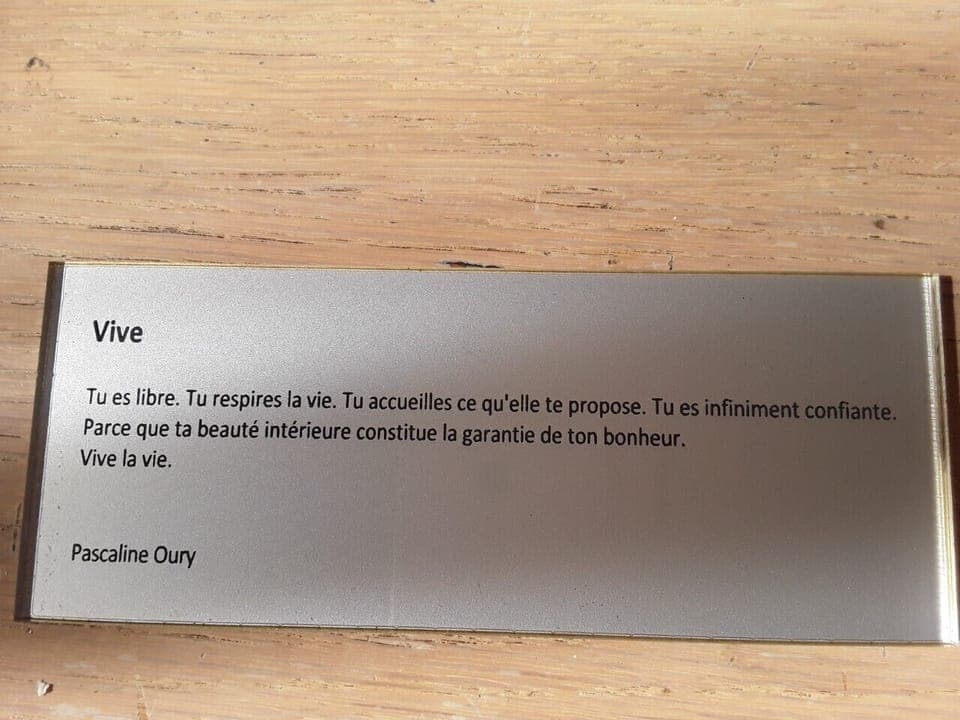 Vive
Tu es libre. Tu respires la vie. Tu accueilles ce qu'elle te propose. Tu es infiniment confiante.
Parce que ta beauté intérieure constitue la garantie de ton bonheur.
Vive la vie.
Pascaline Oury